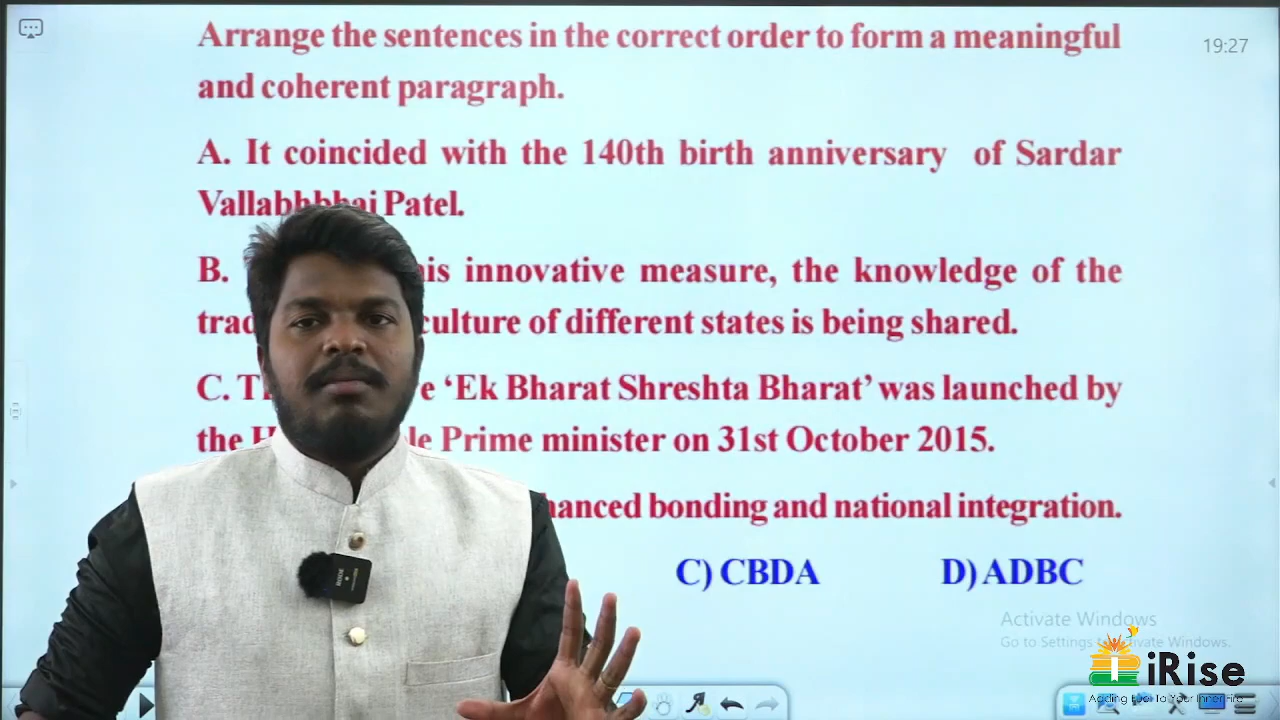 Arrange the sentences in the correct order to form a meaningful
19:27
and coherent paragraph.
A. It coincided with the 140th birth anniversary of Sardar
Vallabhbhai Patel.
B. innovative measure, the knowledge of the
culture of different states is being shared.
C. 'Ek Bharat Shreshta Bharat' was launched by
the Prime minister on 31st October 2015.
bonding and national integration.
C) CBDA D) ADBC
Activate Windows
Go to Settings to Activate Windows.
iRise